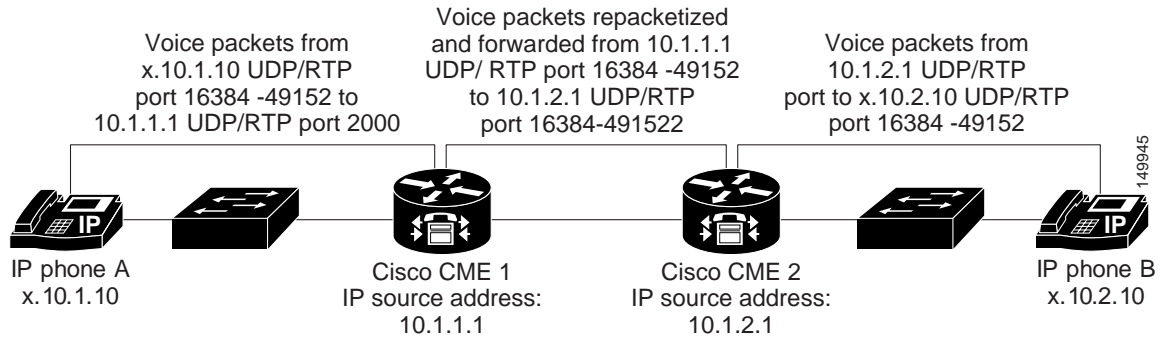 Voice packets from
x.10.1.10 UDP/RTP
port 16384 -49152 to
10.1.1.1 UDP/RTP port 2000
Voice packets repacketized
and forwarded from 10.1.1.1
UDP/ RTP port 16384 -49152
to 10.1.2.1 UDP/RTP
port 16384-491522
Voice packets from
10.1.2.1 UDP/RTP
port to x.10.2.10 UDP/RTP
port 16384 -49152
149945
IP
IP
IP phone A
x.10.1.10
Cisco CME 1
IP source address:
10.1.1.1
Cisco CME 2
IP source address:
10.1.2.1
IP phone B
x.10.2.10